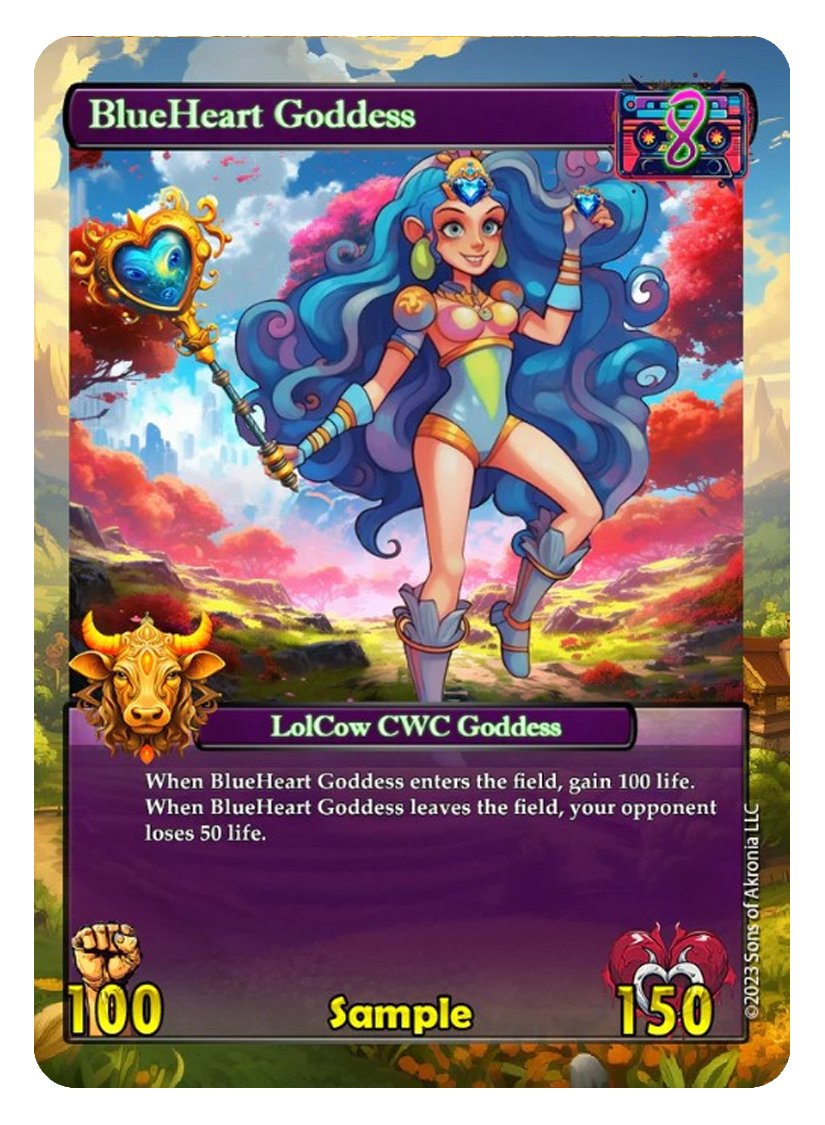 BlueHeart Goddess
8
LolCow CWC Goddess
When BlueHeart Goddess enters the field, gain 100 life.
When BlueHeart Goddess leaves the field, your opponent
loses 50 life.
100
Sample
150
©2023 Sons of Akronia LLC